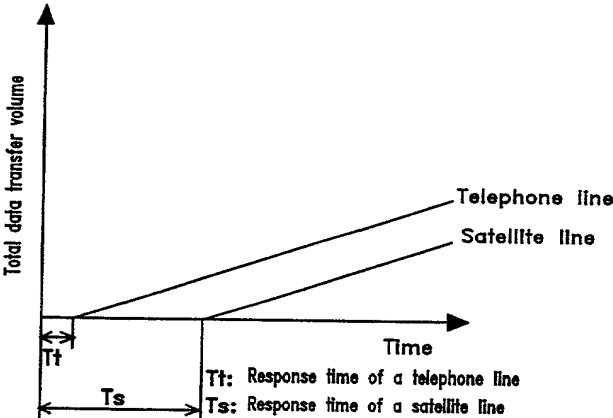 Total data transfer volume
Telephone line
Satellite line
Time
Tt
Tt: Response time of a telephone line
Ts
Ts: Response time of a satellite line